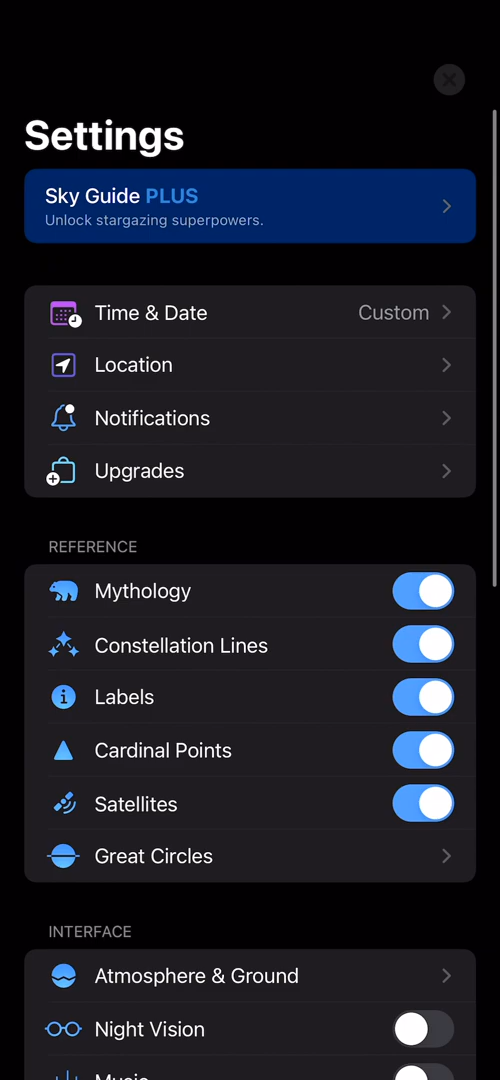 Settings
Sky Guide PLUS
Unlock stargazing superpowers.
Time & Date Custom
Location
Notifications
Upgrades
REFERENCE
Mythology
Constellation Lines
Labels
Cardinal Points
Satellites
Great Circles
INTERFACE
Atmosphere & Ground
Night Vision
Music